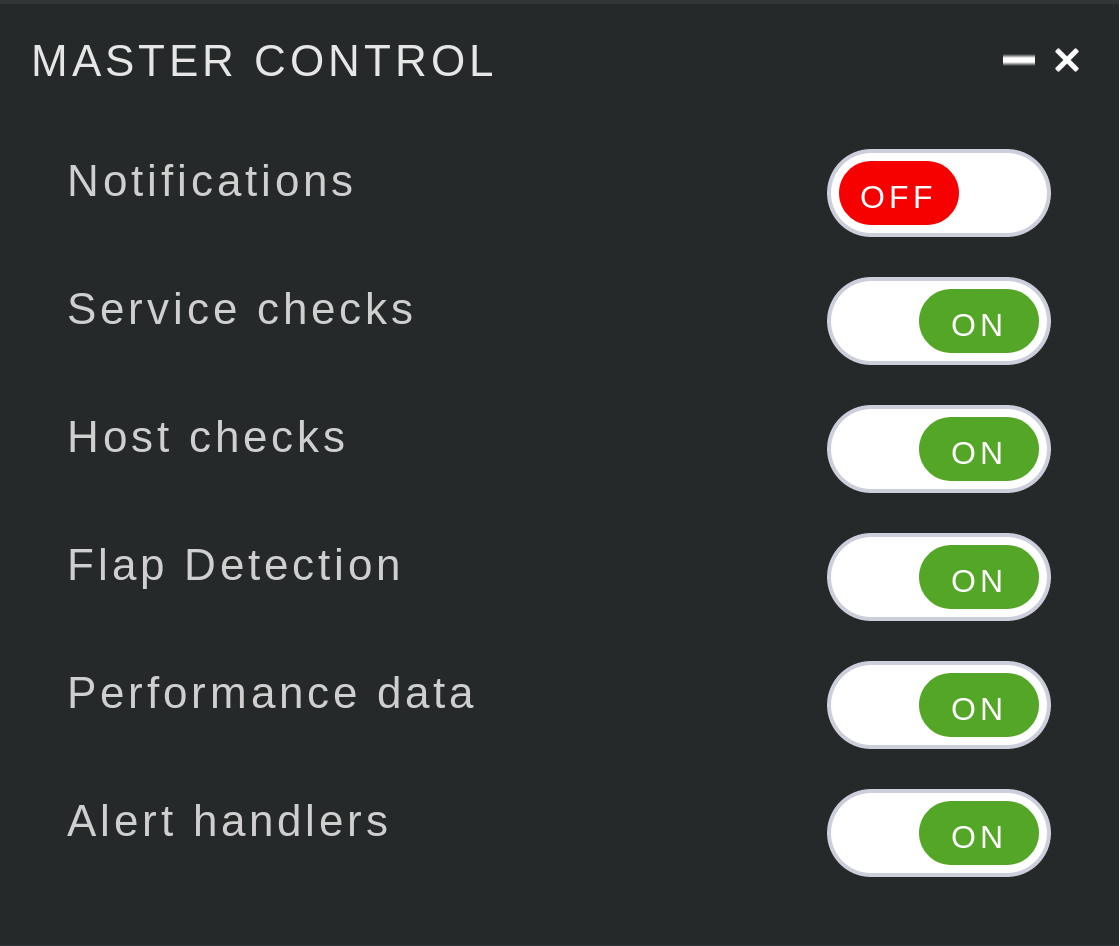 MASTER CONTROL
Notifications OFF
Service checks ON
Host checks ON
Flap Detection ON
Performance data ON
Alert handlers ON